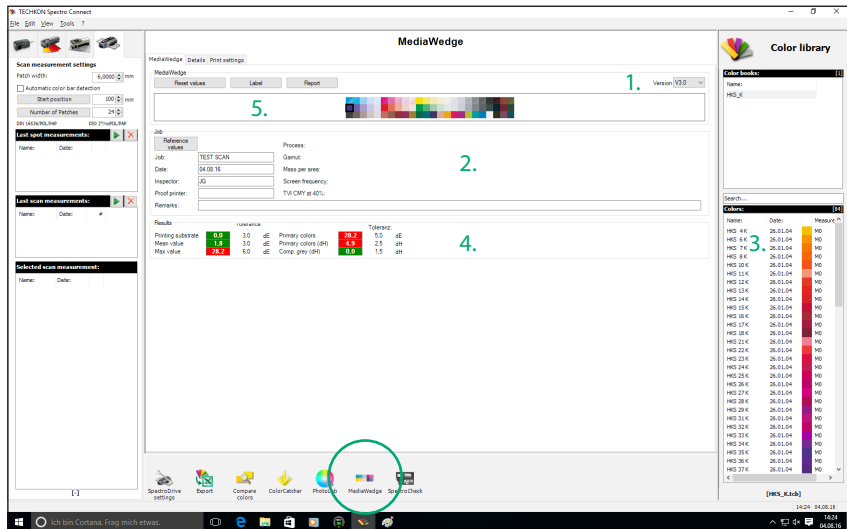 TECHKON Spectro Connect
File Edit View Tools ?
Scan measurement settings
Patch width: 6,0000 mm
Automatic color bar detection
Start position 100 mm
Number of Patches 24
DIN 16536/POL/PAP D50 2°/noPOL/PAP
Last spot measurements:
Name: Date:
Last scan measurements:
Name: Date: #
Selected scan measurement:
Name: Date:
[-]
MediaWedge
MediaWedge Details Print settings
MediaWedge
Reset values Label Report 1. Version V3.0
5.
Job
Reference values
Process:
Job: TEST SCAN Gamut:
Date: 04.08.16 Mass per area: 2.
Inspector: JG Screen frequency:
Proof printer: TVI CMY at 40%:
Remarks:
Results Tolerance Toleranz:
Printing substrate 0,0 3.0 dE Primary colors 28,2 5,0 dE
Mean value 1,8 3.0 dE Primary colors (dH) 4,9 2,5 dH 4.
Max value 28,2 6.0 dE Comp. grey (dH) 0,0 1,5 dH
SpectroDrive settings
Export
Compare colors
ColorCatcher
PhotoLab
MediaWedge
SpectroCheck
Color library
Color books: [1]
Name:
HKS_K
Search...
Colors: [84]
Name: Date: Measure
HKS 4 K 26.01.04 M0
HKS 6 K 26.01.04 M0
3.
HKS 7 K 26.01.04 M0
HKS 8 K 26.01.04 M0
HKS 10 K 26.01.04 M0
HKS 11 K 26.01.04 M0
HKS 12 K 26.01.04 M0
HKS 13 K 26.01.04 M0
HKS 14 K 26.01.04 M0
HKS 15 K 26.01.04 M0
HKS 16 K 26.01.04 M0
HKS 17 K 26.01.04 M0
HKS 18 K 26.01.04 M0
HKS 21 K 26.01.04 M0
HKS 22 K 26.01.04 M0
HKS 23 K 26.01.04 M0
HKS 24 K 26.01.04 M0
HKS 25 K 26.01.04 M0
HKS 26 K 26.01.04 M0
HKS 27 K 26.01.04 M0
HKS 28 K 26.01.04 M0
HKS 29 K 26.01.04 M0
HKS 31 K 26.01.04 M0
HKS 32 K 26.01.04 M0
HKS 33 K 26.01.04 M0
HKS 34 K 26.01.04 M0
HKS 35 K 26.01.04 M0
HKS 36 K 26.01.04 M0
HKS 37 K 26.01.04 M0
[HKS_K.tcb]
14:24 04.08.16
Ich bin Cortana. Frag mich etwas.
14:24
04.08.16